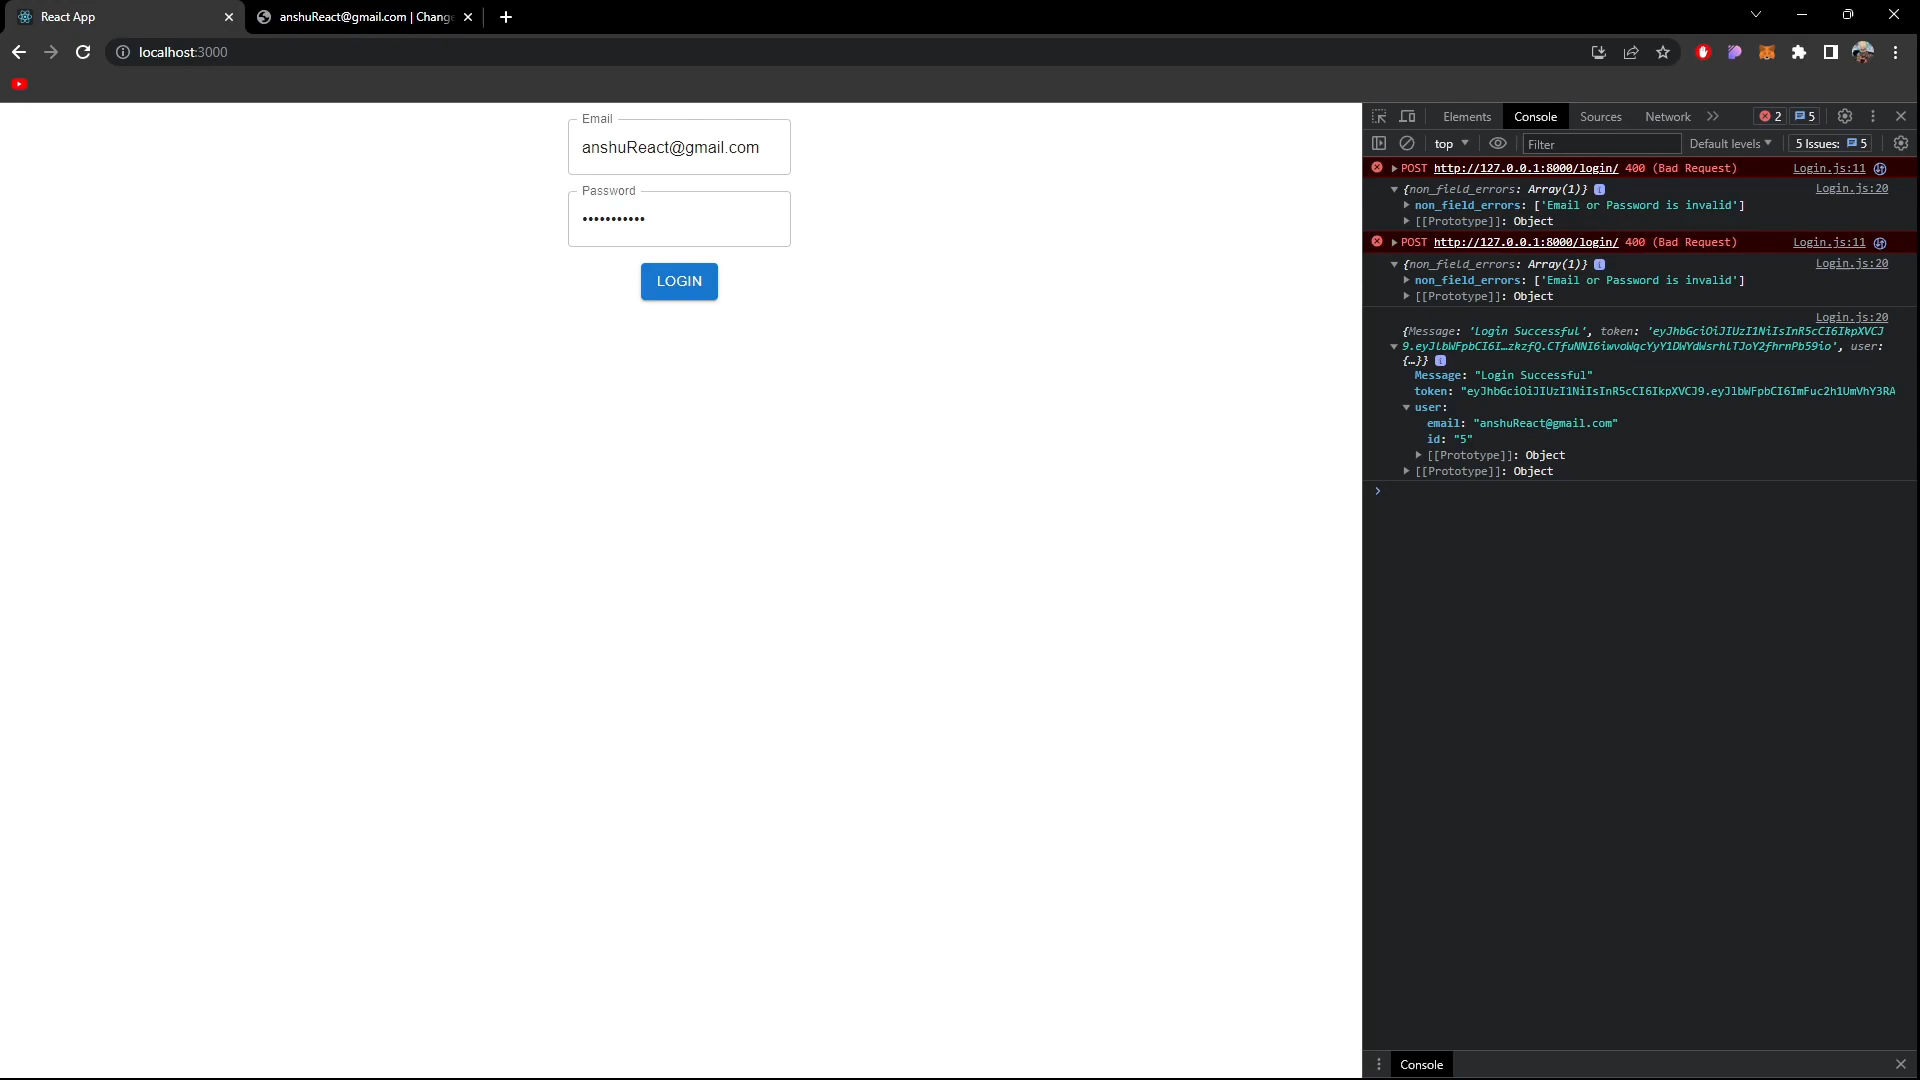 React App
anshuReact@gmail.com | Change
localhost:3000
Email
anshuReact@gmail.com
Password
•••••••••••
LOGIN
Elements Console Sources Network 2 5
top Filter Default levels 5 Issues: 5
POST http://127.0.0.1:8000/login/ 400 (Bad Request) Login.js:11
{non_field_errors: Array(1)} Login.js:20
non_field_errors: ['Email or Password is invalid']
[[Prototype]]: Object
POST http://127.0.0.1:8000/login/ 400 (Bad Request) Login.js:11
{non_field_errors: Array(1)} Login.js:20
non_field_errors: ['Email or Password is invalid']
[[Prototype]]: Object
Login.js:20
{Message: 'Login Successful', token: 'eyJhbGciOiJIUzI1NiIsInR5cCI6IkpXVCJ
9.eyJlbWFpbCI6I…zkzfQ.CTfuNNI6iwvoWqcYyY1DWYdWsrhlTJoY2fhrnPb59io', user:
{…}}
Message: "Login Successful"
token: "eyJhbGciOiJIUzI1NiIsInR5cCI6IkpXVCJ9.eyJlbWFpbCI6ImFuc2h1UmVhY3RA
user:
email: "anshuReact@gmail.com"
id: "5"
[[Prototype]]: Object
[[Prototype]]: Object
Console